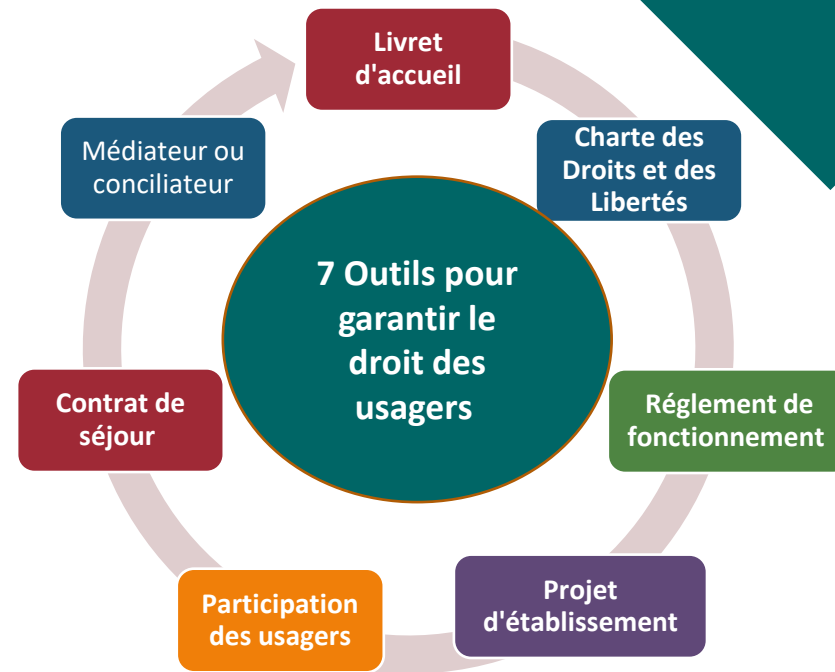 Livret
d'accueil
Charte des
Droits et des
Libertés
Réglement de
fonctionnement
Projet
d'établissement
Participation
des usagers
Contrat de
séjour
Médiateur ou
conciliateur
7 Outils pour
garantir le
droit des
usagers